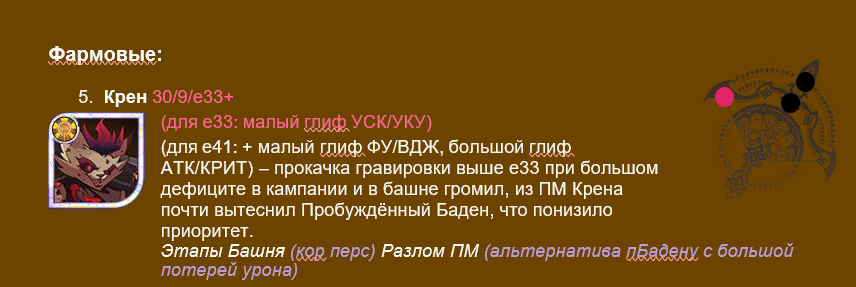 Фармовые:
5. Крен 30/9/е33+
(для е33: малый глиф УСК/УКУ)
(для е41: + малый глиф ФУ/ВДЖ, большой глиф
АТК/КРИТ) – прокачка гравировки выше е33 при большом
дефиците в кампании и в башне громил, из ПМ Крена
почти вытеснил Пробуждённый Баден, что понизило
приоритет.
Этапы Башня (кор перс) Разлом ПМ (альтернатива пБадену с большой
потерей урона)